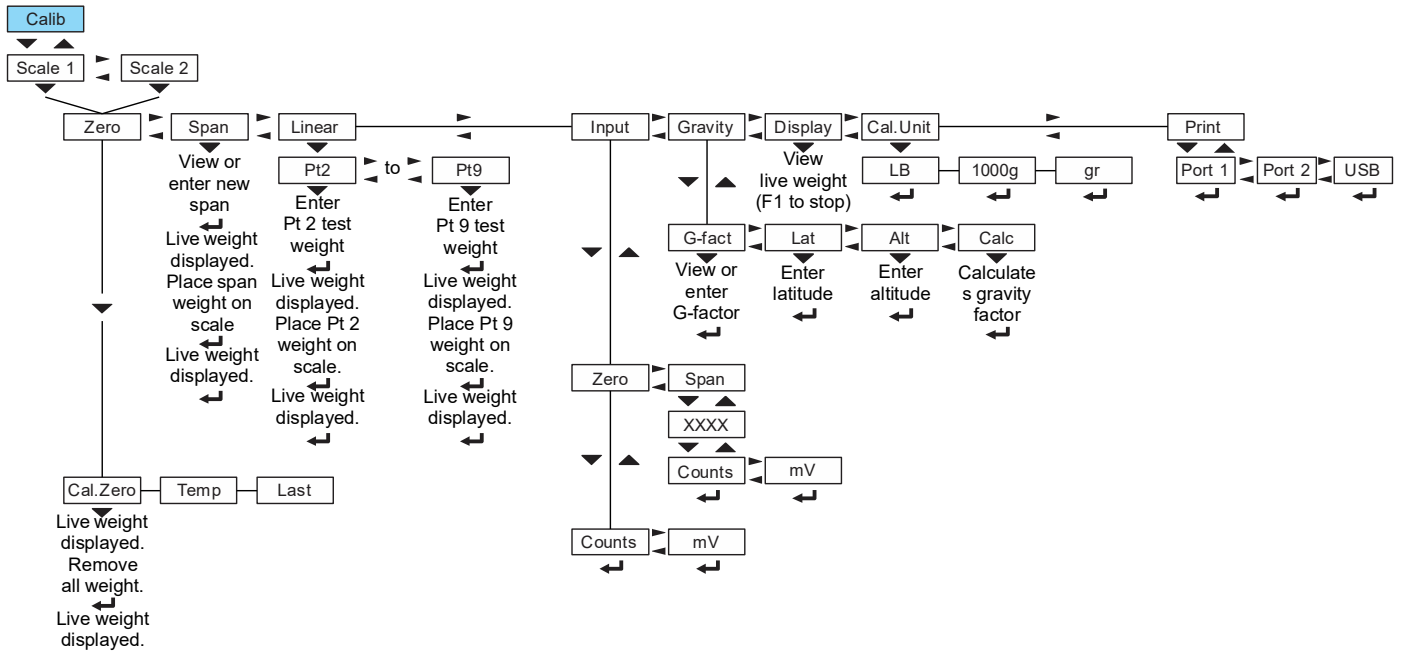 Calib
Scale 1
Scale 2
Zero
Span
Linear
Input
Gravity
Display
Cal.Unit
Print
View or
enter new
span
Live weight
displayed.
Place span
weight on
scale
Live weight
displayed.
Pt2
to
Pt9
Enter
Pt 2 test
weight
Live weight
displayed.
Place Pt 2
weight on
scale.
Live weight
displayed.
Enter
Pt 9 test
weight
Live weight
displayed.
Place Pt 9
weight on
scale.
Live weight
displayed.
View
live weight
(F1 to stop)
LB
1000g
gr
Port 1
Port 2
USB
G-fact
Lat
Alt
Calc
View or
enter
G-factor
Enter
latitude
Enter
altitude
Calculate
s gravity
factor
Zero
Span
XXXX
Counts
mV
Counts
mV
Cal.Zero
Temp
Last
Live weight
displayed.
Remove
all weight.
Live weight
displayed.